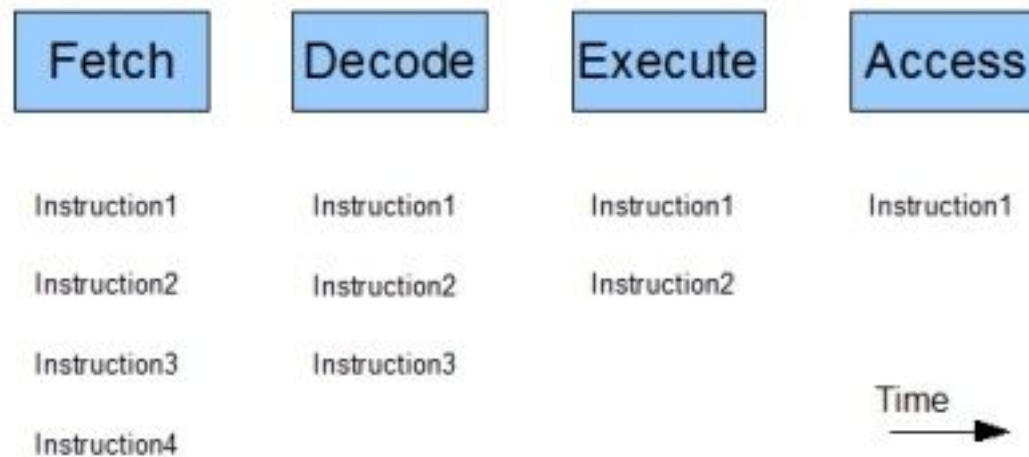 Fetch Decode Execute Access
Instruction1 Instruction1 Instruction1 Instruction1
Instruction2 Instruction2 Instruction2
Instruction3 Instruction3
Time
Instruction4